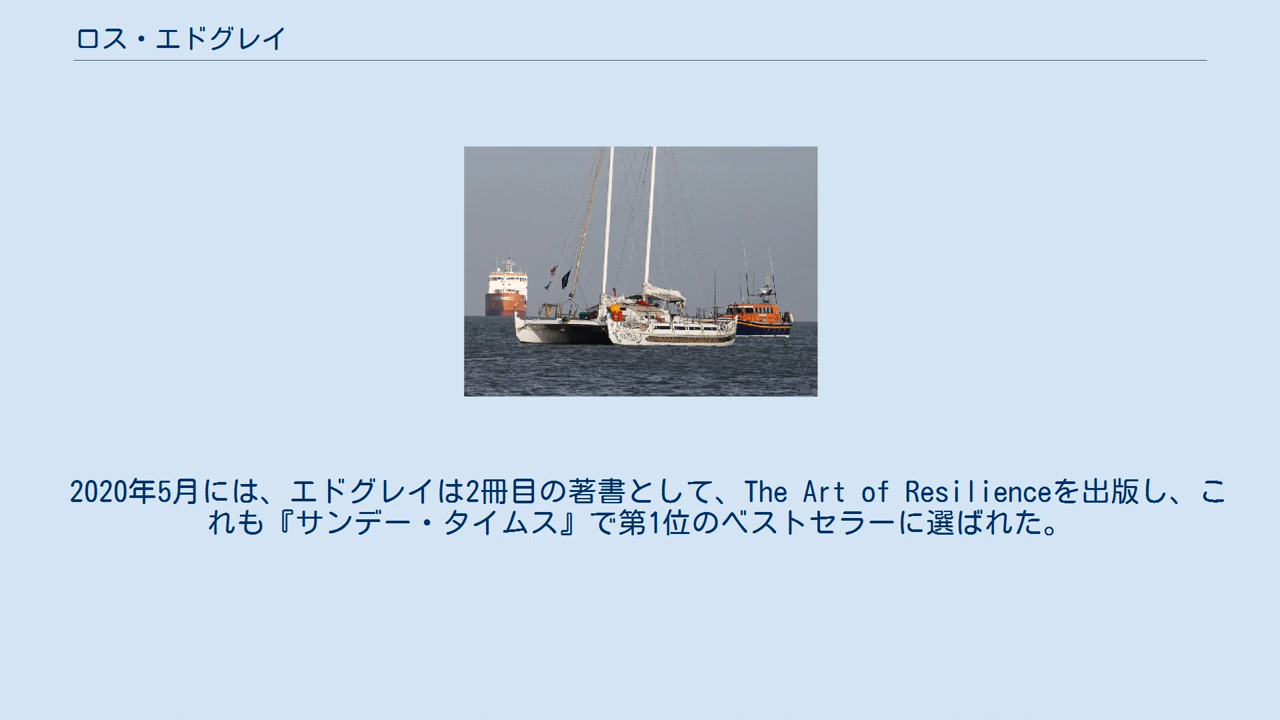 ロス・エドグレイ
2020年5月には、エドグレイは2冊目の著書として、The Art of Resilienceを出版し、こ
れも『サンデー・タイムス』で第1位のベストセラーに選ばれた。